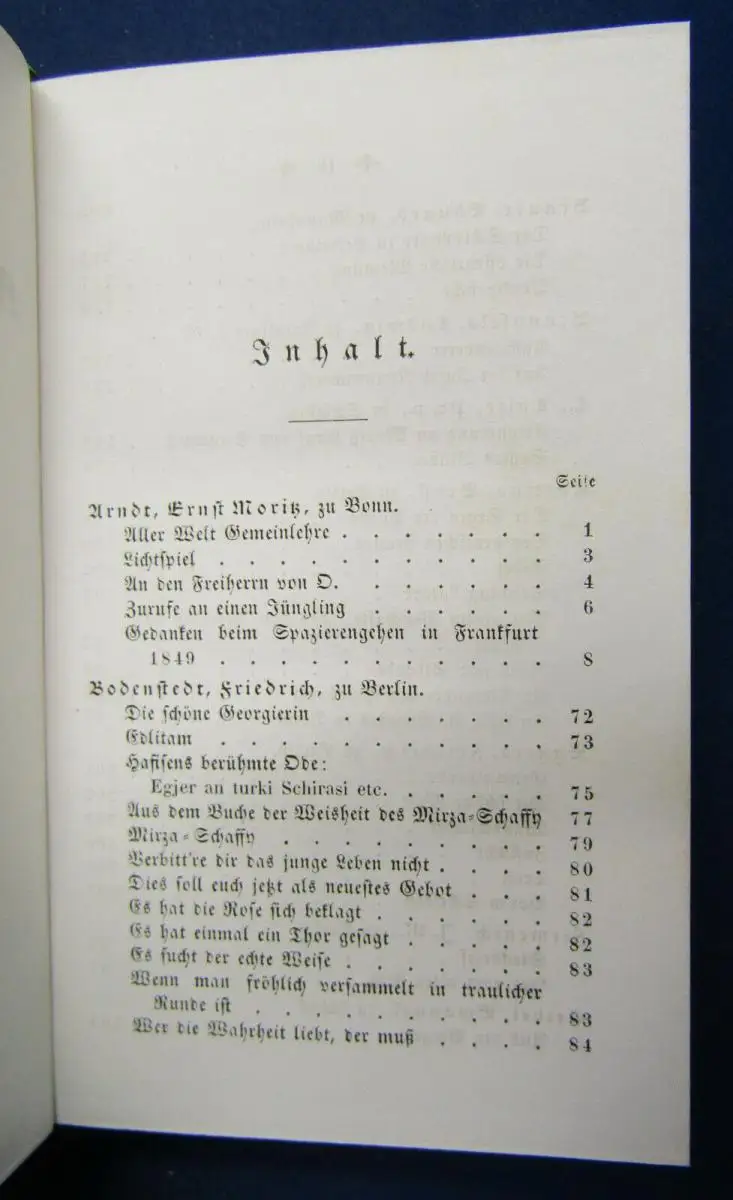 Inhalt.
Seite
Arndt, Ernst Moritz, zu Bonn.
Aller Welt Gemeinlehre . . . . . . . 1
Lichtspiel . . . . . . . . . . . 3
An den Freiherrn von O. . . . . . . 4
Zurufe an einen Jüngling . . . . . . 6
Gedanken beim Spazierengehen in Frankfurt
1849 . . . . . . . . . . . 8
Bodenstedt, Friedrich, zu Berlin.
Die schöne Georgierin . . . . . . . 72
Edlitam . . . . . . . . . . . 73
Hafisens berühmte Ode:
Egjer an turki Schirasi etc. . . . . . 75
Aus dem Buche der Weisheit des Mirza-Schaffy 77
Mirza-Schaffy . . . . . . . . . 79
Verbitt're dir das junge Leben nicht . . . . 80
Dies soll euch jetzt als neuestes Gebot . . . 81
Es hat die Rose sich beklagt . . . . . 82
Es hat einmal ein Thor gesagt . . . . . 82
Es sucht der echte Weise . . . . . . 83
Wenn man fröhlich versammelt in traulicher
Runde ist . . . . . . . . . . 83
Wer die Wahrheit liebt, der muß . . . . 84